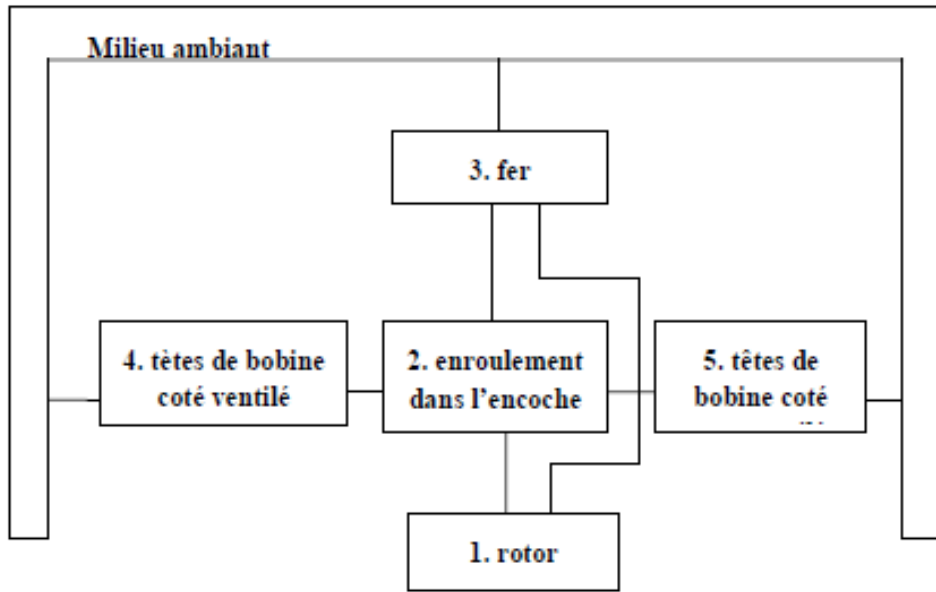 Milieu ambiant
3. fer
4. tètes de bobine
coté ventilé
2. enroulement
dans l'encoche
5. têtes de
bobine coté
1. rotor